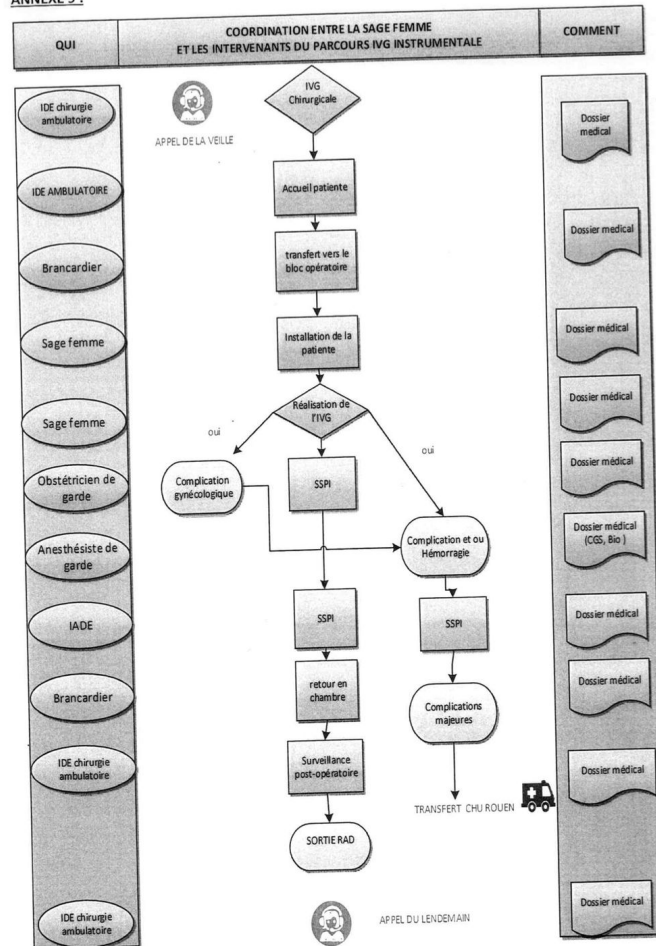 ANNEXE 9 :
QUI
COORDINATION ENTRE LA SAGE FEMME
ET LES INTERVENANTS DU PARCOURS IVG INSTRUMENTALE
COMMENT
IDE chirurgie
ambulatoire
APPEL DE LA VEILLE
IVG
Chirurgicale
Dossier
medical
IDE AMBULATOIRE
Accueil patiente
Brancardier
transfert vers le
bloc opératoire
Dossier medical
Sage femme
Installation de la
patiente
Dossier médical
Sage femme
Réalisation de
l'IVG
Dossier médical
oui
oui
Obstétricien de
garde
Complication
gynécologique
SSPI
Dossier médical
Anesthésiste de
garde
Complication et ou
Hémorragie
Dossier médical
(CGS, Bio )
IADE
SSPI
SSPI
Dossier médical
Brancardier
retour en
chambre
Complications
majeures
Dossier médical
IDE chirurgie
ambulatoire
Surveillance
post-opératoire
TRANSFERT CHU ROUEN
Dossier médical
SORTIE RAD
IDE chirurgie
ambulatoire
APPEL DU LENDEMAIN
Dossier médical